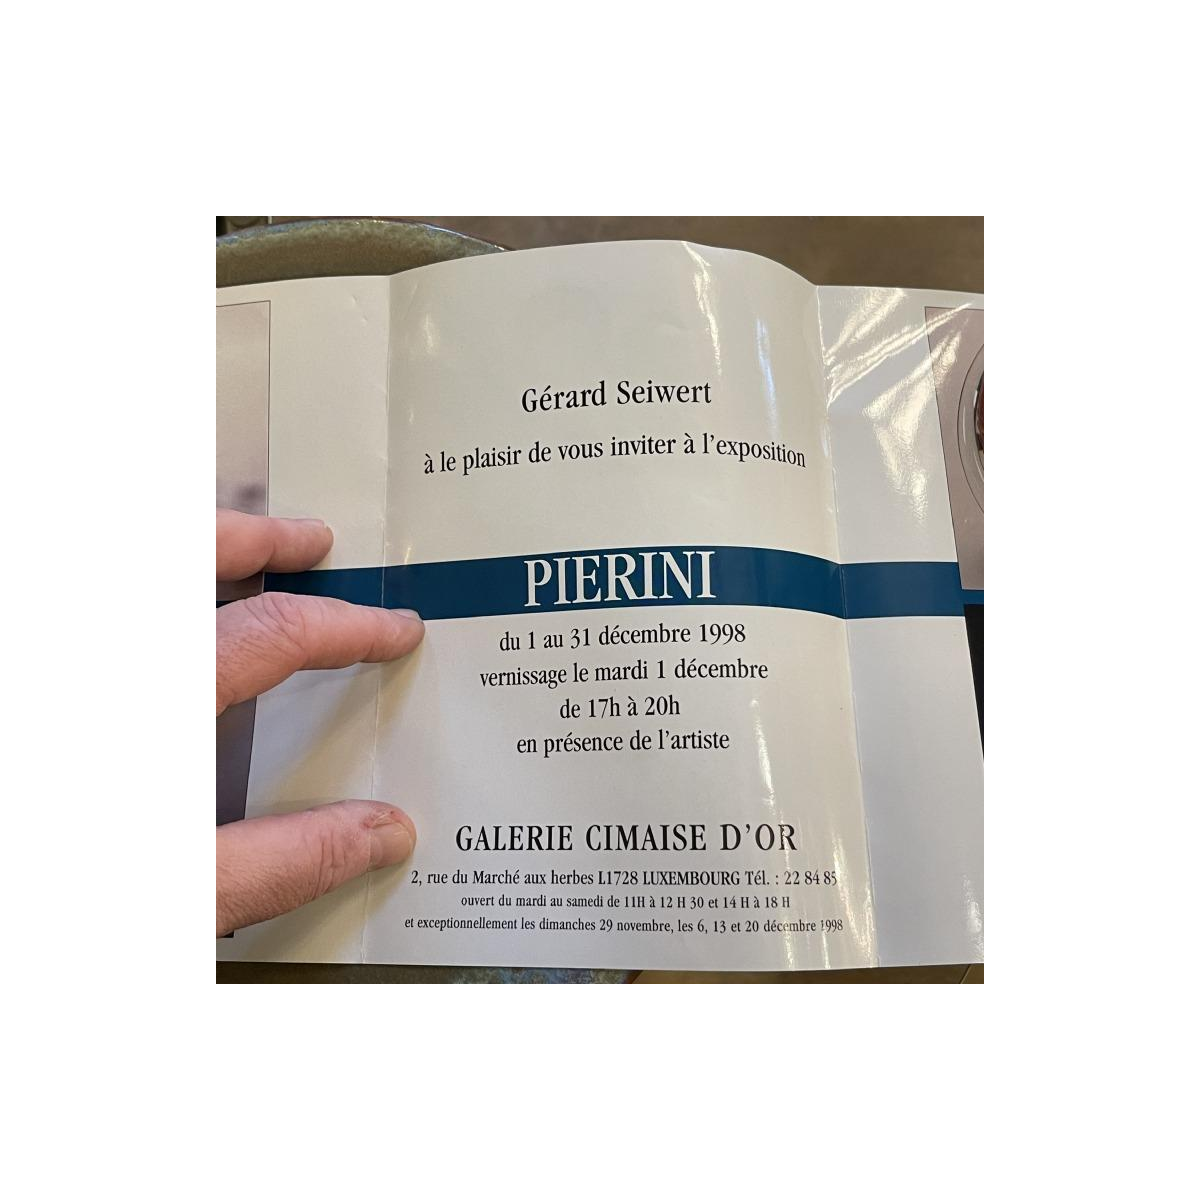 Gérard Seiwert
à le plaisir de vous inviter à l'exposition
PIERINI
du 1 au 31 décembre 1998
vernissage le mardi 1 décembre
de 17h à 20h
en présence de l'artiste
GALERIE CIMAISE D'OR
2, rue du Marché aux herbes L1728 LUXEMBOURG Tél. : 22 84 85
ouvert du mardi au samedi de 11H à 12 H 30 et 14 H à 18 H
et exceptionnellement les dimanches 29 novembre, les 6, 13 et 20 décembre 1998